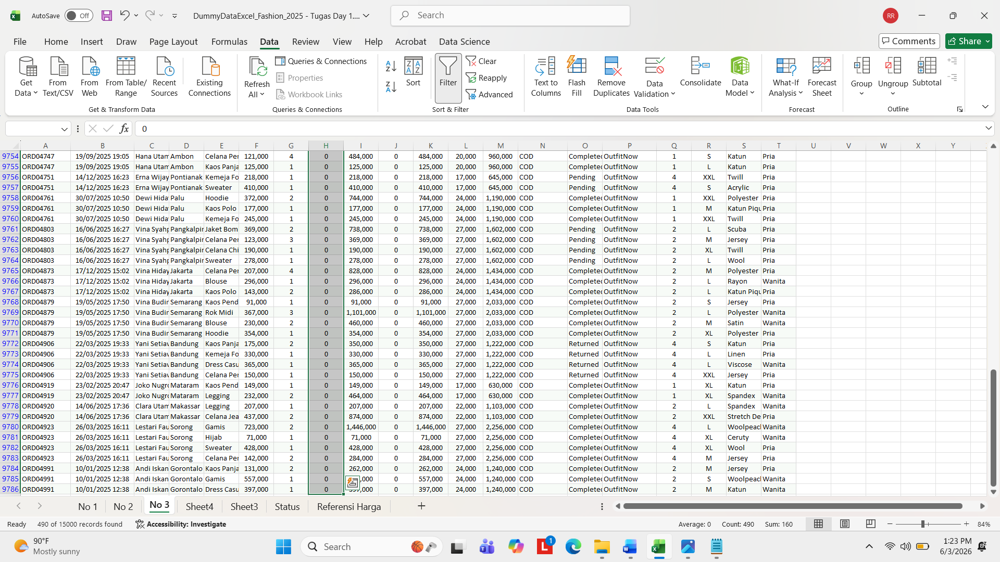 AutoSave Off DummyDataExcel_Fashion_2025 - Tugas Day 1.... Search RR
File Home Insert Draw Page Layout Formulas Data Review View Help Acrobat Data Science Comments Share
Get Data From Text/CSV From Web From Table/ Range Recent Sources Existing Connections
Get & Transform Data
Refresh All Queries & Connections Properties Workbook Links
Queries & Connections
Sort Filter Clear Reapply Advanced
Sort & Filter
Text to Columns Flash Fill Remove Duplicates Data Validation Consolidate Data Model
Data Tools
What-If Analysis Forecast Sheet
Forecast
Group Ungroup Subtotal
Outline
fx 0
A B C D E F G H I J K L M N O P Q R S T U V W X Y
9754 ORD04747 19/09/2025 19:05 Hana Utam Ambon Celana Per 121,000 4 0 484,000 0 484,000 20,000 960,000 COD Completed OutfitNow 1 S Katun Pria
9755 ORD04747 19/09/2025 19:05 Hana Utam Ambon Kaos Panja 125,000 1 0 125,000 0 125,000 20,000 960,000 COD Completed OutfitNow 1 L Katun Pria
9756 ORD04751 14/12/2025 16:23 Erna Wijay Pontianak Kemeja Fo 218,000 1 0 218,000 0 218,000 17,000 645,000 COD Pending OutfitNow 4 XXL Twill Pria
9757 ORD04751 14/12/2025 16:23 Erna Wijay Pontianak Sweater 410,000 1 0 410,000 0 410,000 17,000 645,000 COD Pending OutfitNow 4 S Acrylic Pria
9758 ORD04761 30/07/2025 10:50 Dewi Hida Palu Hoodie 372,000 2 0 744,000 0 744,000 24,000 1,190,000 COD Completed OutfitNow 1 XXL Polyester Pria
9759 ORD04761 30/07/2025 10:50 Dewi Hida Palu Kaos Polo 177,000 1 0 177,000 0 177,000 24,000 1,190,000 COD Completed OutfitNow 1 M Katun Piqu Pria
9760 ORD04761 30/07/2025 10:50 Dewi Hida Palu Kemeja Fo 245,000 1 0 245,000 0 245,000 24,000 1,190,000 COD Completed OutfitNow 1 XXL Twill Pria
9761 ORD04803 16/06/2025 16:27 Vina Syahp Pangkalpin Jaket Bom 369,000 2 0 738,000 0 738,000 27,000 1,602,000 COD Pending OutfitNow 2 L Scuba Pria
9762 ORD04803 16/06/2025 16:27 Vina Syahp Pangkalpin Celana Per 123,000 3 0 369,000 0 369,000 27,000 1,602,000 COD Pending OutfitNow 2 M Jersey Pria
9763 ORD04803 16/06/2025 16:27 Vina Syahp Pangkalpin Celana Chi 190,000 1 0 190,000 0 190,000 27,000 1,602,000 COD Pending OutfitNow 2 XL Twill Pria
9764 ORD04803 16/06/2025 16:27 Vina Syahp Pangkalpin Sweater 278,000 1 0 278,000 0 278,000 27,000 1,602,000 COD Pending OutfitNow 2 L Wool Pria
9765 ORD04873 17/12/2025 15:02 Vina Hiday Jakarta Celana Per 207,000 4 0 828,000 0 828,000 24,000 1,434,000 COD Completed OutfitNow 2 M Polyester Pria
9766 ORD04873 17/12/2025 15:02 Vina Hiday Jakarta Blouse 296,000 1 0 296,000 0 296,000 24,000 1,434,000 COD Completed OutfitNow 2 L Rayon Wanita
9767 ORD04873 17/12/2025 15:02 Vina Hiday Jakarta Kaos Polo 143,000 2 0 286,000 0 286,000 24,000 1,434,000 COD Completed OutfitNow 2 L Katun Piqu Pria
9768 ORD04879 19/05/2025 17:50 Vina Budir Semarang Kaos Pend 91,000 1 0 91,000 0 91,000 27,000 2,033,000 COD Completed OutfitNow 2 S Jersey Pria
9769 ORD04879 19/05/2025 17:50 Vina Budir Semarang Rok Midi 367,000 3 0 1,101,000 0 1,101,000 27,000 2,033,000 COD Completed OutfitNow 2 L Polyester Wanita
9770 ORD04879 19/05/2025 17:50 Vina Budir Semarang Blouse 230,000 2 0 460,000 0 460,000 27,000 2,033,000 COD Completed OutfitNow 2 M Satin Wanita
9771 ORD04879 19/05/2025 17:50 Vina Budir Semarang Hoodie 354,000 1 0 354,000 0 354,000 27,000 2,033,000 COD Completed OutfitNow 2 XL Polyester Pria
9772 ORD04906 22/03/2025 19:33 Yani Setiav Bandung Kaos Panja 175,000 2 0 350,000 0 350,000 27,000 1,222,000 COD Returned OutfitNow 4 S Katun Pria
9773 ORD04906 22/03/2025 19:33 Yani Setiav Bandung Kemeja Fo 330,000 1 0 330,000 0 330,000 27,000 1,222,000 COD Returned OutfitNow 4 L Linen Pria
9774 ORD04906 22/03/2025 19:33 Yani Setiav Bandung Dress Casu 365,000 1 0 365,000 0 365,000 27,000 1,222,000 COD Returned OutfitNow 4 L Viscose Wanita
9775 ORD04906 22/03/2025 19:33 Yani Setiav Bandung Celana Per 150,000 1 0 150,000 0 150,000 27,000 1,222,000 COD Returned OutfitNow 4 XXL Jersey Pria
9776 ORD04919 23/02/2025 20:47 Joko Nugro Mataram Kaos Pend 149,000 1 0 149,000 0 149,000 17,000 630,000 COD Completed OutfitNow 1 XL Katun Pria
9777 ORD04919 23/02/2025 20:47 Joko Nugro Mataram Legging 232,000 2 0 464,000 0 464,000 17,000 630,000 COD Completed OutfitNow 1 XL Spandex Wanita
9778 ORD04920 14/06/2025 17:36 Clara Utam Makassar Legging 207,000 1 0 207,000 0 207,000 22,000 1,103,000 COD Completed OutfitNow 2 L Spandex Wanita
9779 ORD04920 14/06/2025 17:36 Clara Utam Makassar Celana Jea 437,000 2 0 874,000 0 874,000 22,000 1,103,000 COD Completed OutfitNow 2 XXL Stretch De Pria
9780 ORD04923 26/03/2025 16:11 Lestari Fau Sorong Gamis 723,000 2 0 1,446,000 0 1,446,000 27,000 2,256,000 COD Completed OutfitNow 4 L Woolpeach Wanita
9781 ORD04923 26/03/2025 16:11 Lestari Fau Sorong Hijab 71,000 1 0 71,000 0 71,000 27,000 2,256,000 COD Completed OutfitNow 4 XL Ceruty Wanita
9782 ORD04923 26/03/2025 16:11 Lestari Fau Sorong Sweater 428,000 1 0 428,000 0 428,000 27,000 2,256,000 COD Completed OutfitNow 4 XL Wool Pria
9783 ORD04923 26/03/2025 16:11 Lestari Fau Sorong Celana Per 142,000 2 0 284,000 0 284,000 27,000 2,256,000 COD Completed OutfitNow 4 M Jersey Pria
9784 ORD04991 10/01/2025 12:38 Andi Iskan Gorontalo Kaos Panja 131,000 2 0 262,000 0 262,000 24,000 1,240,000 COD Completed OutfitNow 2 M Jersey Pria
9785 ORD04991 10/01/2025 12:38 Andi Iskan Gorontalo Gamis 557,000 1 0 ,000 0 557,000 24,000 1,240,000 COD Completed OutfitNow 2 S Woolpeach Wanita
9786 ORD04991 10/01/2025 12:38 Andi Iskan Gorontalo Dress Casu 397,000 1 0 397,000 0 397,000 24,000 1,240,000 COD Completed OutfitNow 2 M Katun Wanita
No 1 No 2 No 3 Sheet4 Sheet3 Status Referensi Harga
Ready 490 of 15000 records found Accessibility: Investigate Average: 0 Count: 490 Sum: 160 84%
90°F
Mostly sunny
Search
1
1:23 PM
6/3/2026